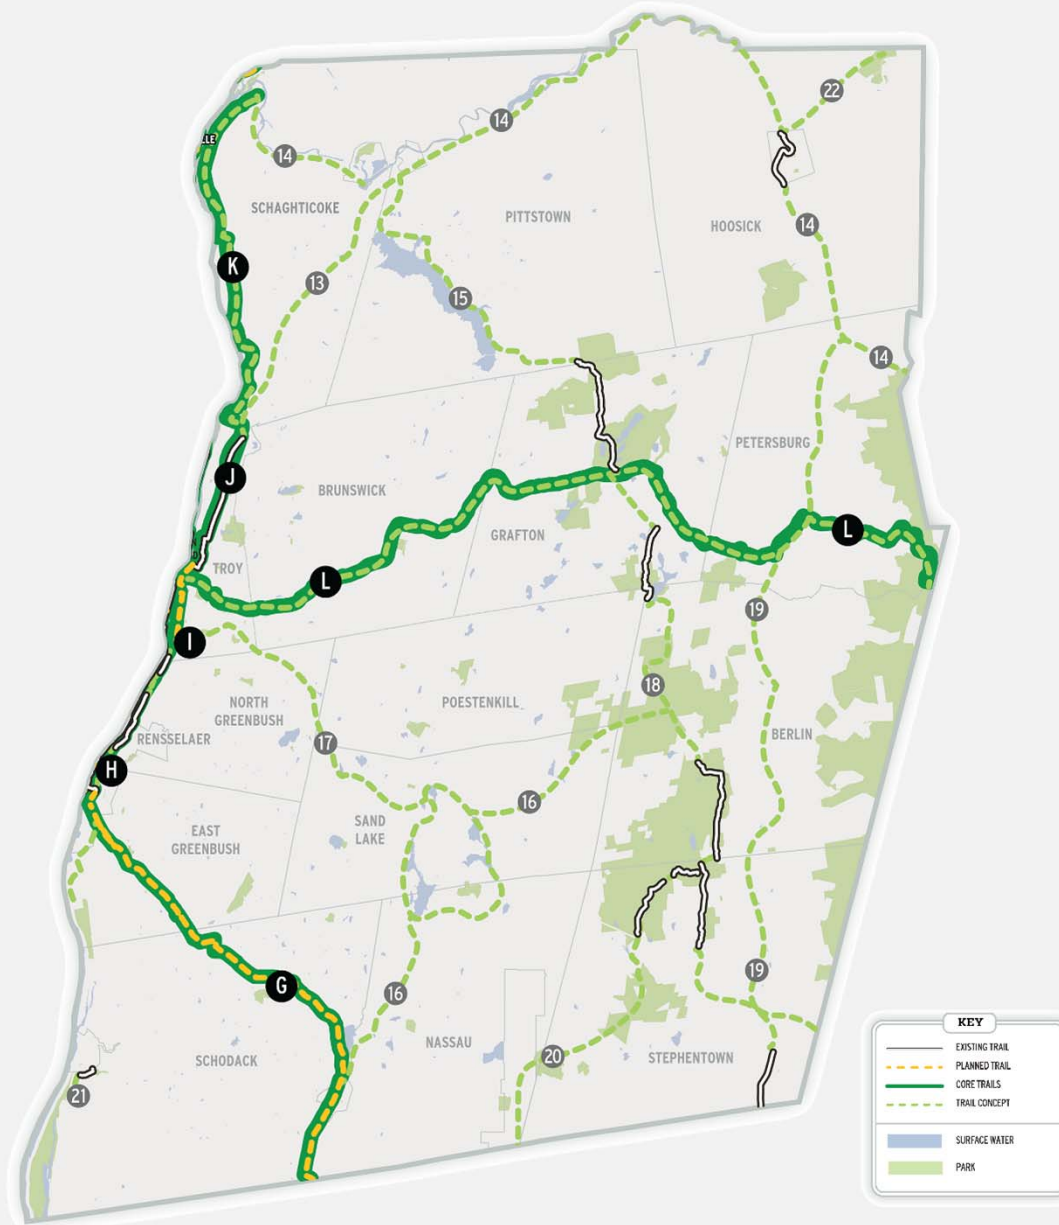 22
14
LLE
14
SCHAGHTICOKE
PITTSTOWN
HOOSICK
14
K
13
15
14
PETERSBURG
J
BRUNSWICK
GRAFTON
L
TROY
L
19
I
18
NORTH
GREENBUSH
POESTENKILL
RENSSELAER
17
BERLIN
H
16
EAST
GREENBUSH
SAND
LAKE
G
19
16
SCHODACK
NASSAU
20
STEPHENTOWN
21
KEY
EXISTING TRAIL
PLANNED TRAIL
CORE TRAILS
TRAIL CONCEPT
SURFACE WATER
PARK